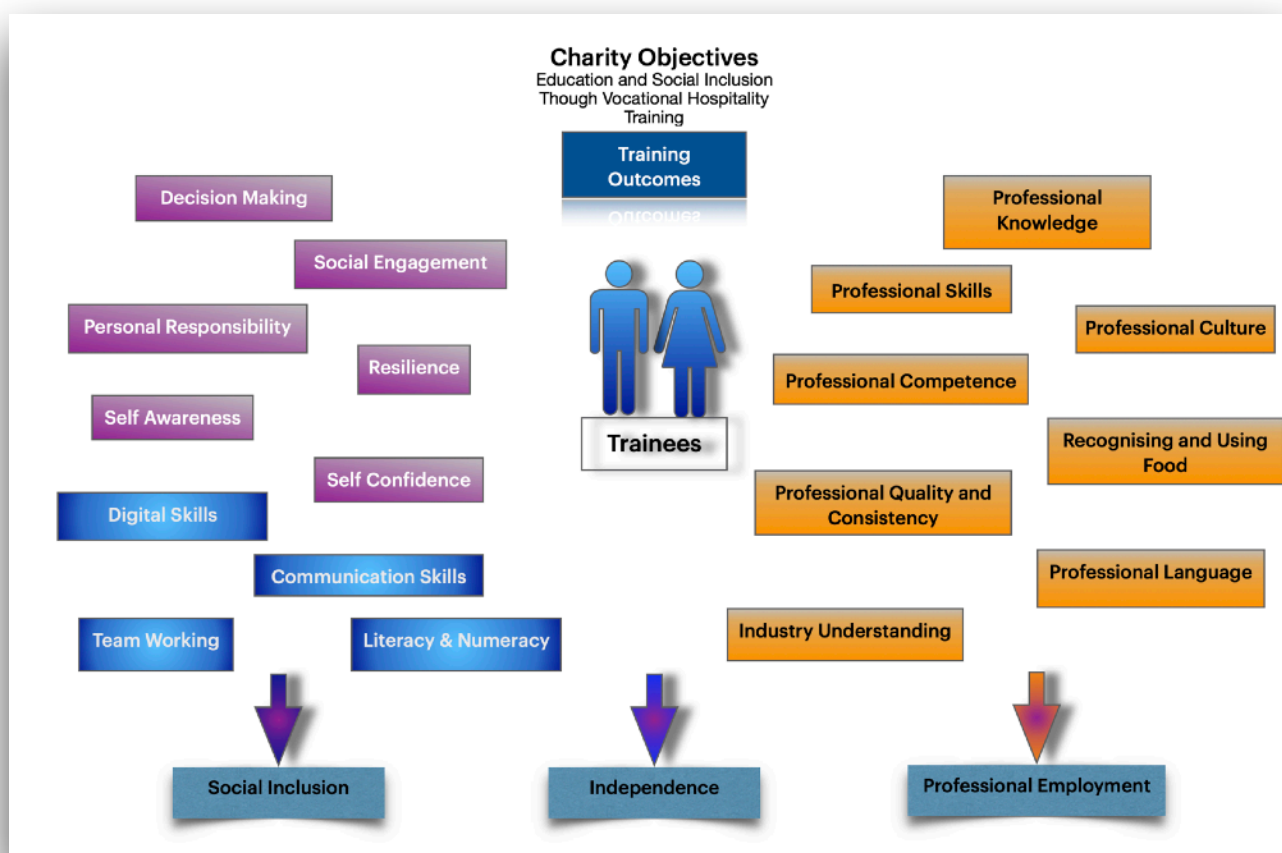 Charity Objectives
Education and Social Inclusion
Though Vocational Hospitality
Training
Training
Outcomes
Decision Making
Social Engagement
Personal Responsibility
Resilience
Self Awareness
Self Confidence
Digital Skills
Communication Skills
Team Working
Literacy & Numeracy
Trainees
Professional
Knowledge
Professional Skills
Professional Culture
Professional Competence
Recognising and Using
Food
Professional Quality and
Consistency
Professional Language
Industry Understanding
Social Inclusion
Independence
Professional Employment